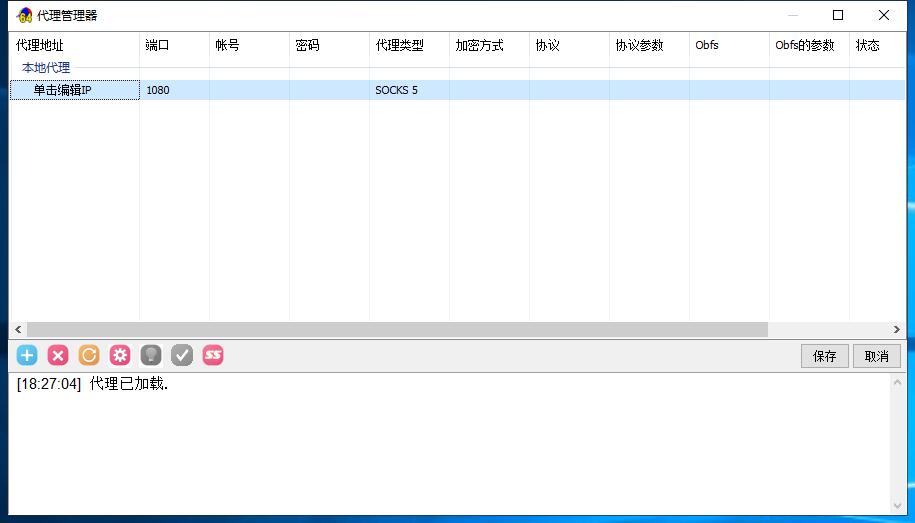 64 代理管理器
代理地址 端口 帐号 密码 代理类型 加密方式 协议 协议参数 Obfs Obfs的参数 状态
本地代理
单击编辑IP 1080 SOCKS 5
SS 保存 取消
[18:27:04] 代理已加载.